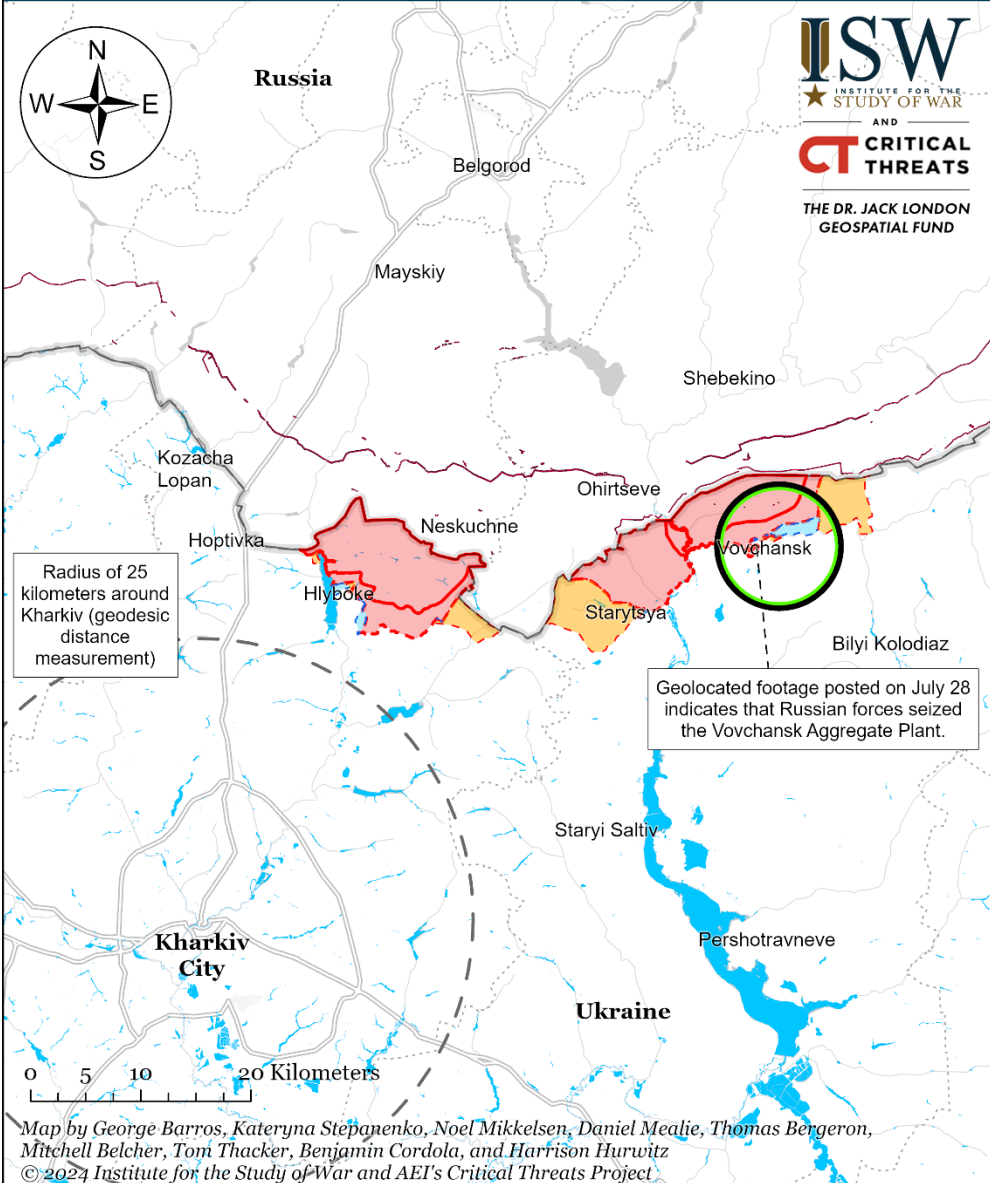 N
W
E
S
Russia
ISW
INSTITUTE FOR THE
STUDY OF WAR
AND
CT CRITICAL
THREATS
THE DR. JACK LONDON
GEOSPATIAL FUND
Belgorod
Mayskiy
Shebekino
Kozacha
Lopan
Ohirtseve
Neskuchne
Hoptivka
Vovchansk
Radius of 25
kilometers around
Kharkiv (geodesic
distance
measurement)
Hlyboke
Starytsya
Bilyi Kolodiaz
Geolocated footage posted on July 28
indicates that Russian forces seized
the Vovchansk Aggregate Plant.
Staryi Saltiv
Pershotravneve
Kharkiv
City
Ukraine
0 5 10 20 Kilometers
Map by George Barros, Kateryna Stepanenko, Noel Mikkelsen, Daniel Mealie, Thomas Bergeron,
Mitchell Belcher, Tom Thacker, Benjamin Cordola, and Harrison Hurwitz
© 2024 Institute for the Study of War and AEI's Critical Threats Project